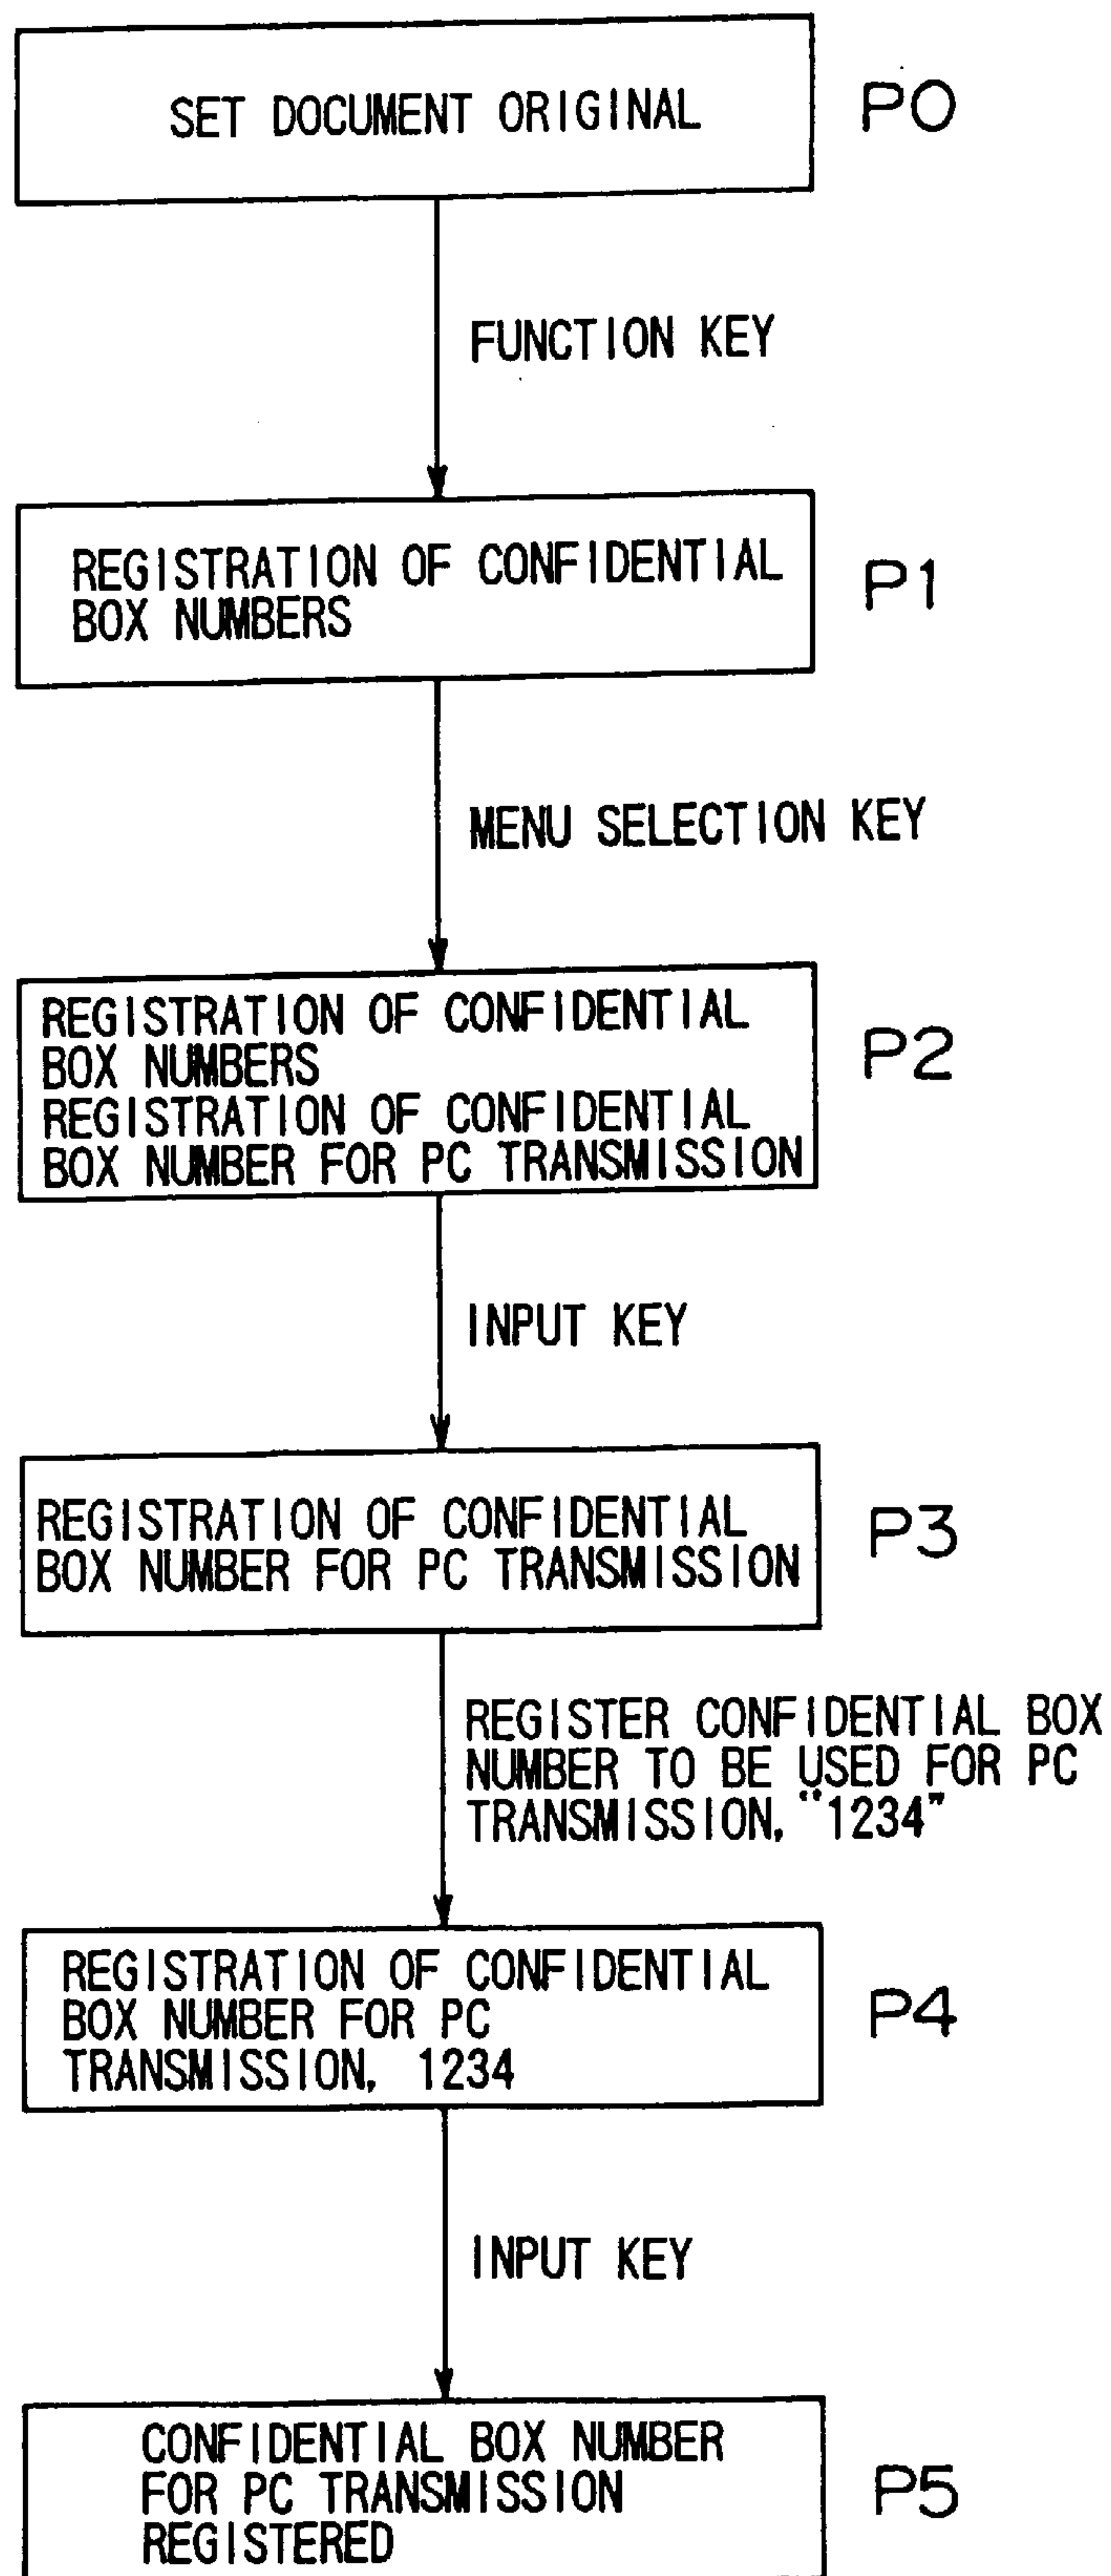 SET DOCUMENT ORIGINAL
P0
FUNCTION KEY
REGISTRATION OF CONFIDENTIAL
BOX NUMBERS
P1
MENU SELECTION KEY
REGISTRATION OF CONFIDENTIAL
BOX NUMBERS
REGISTRATION OF CONFIDENTIAL
BOX NUMBER FOR PC TRANSMISSION
P2
INPUT KEY
REGISTRATION OF CONFIDENTIAL
BOX NUMBER FOR PC TRANSMISSION
P3
REGISTER CONFIDENTIAL BOX
NUMBER TO BE USED FOR PC
TRANSMISSION, "1234"
REGISTRATION OF CONFIDENTIAL
BOX NUMBER FOR PC
TRANSMISSION, 1234
P4
INPUT KEY
CONFIDENTIAL BOX NUMBER
FOR PC TRANSMISSION
REGISTERED
P5